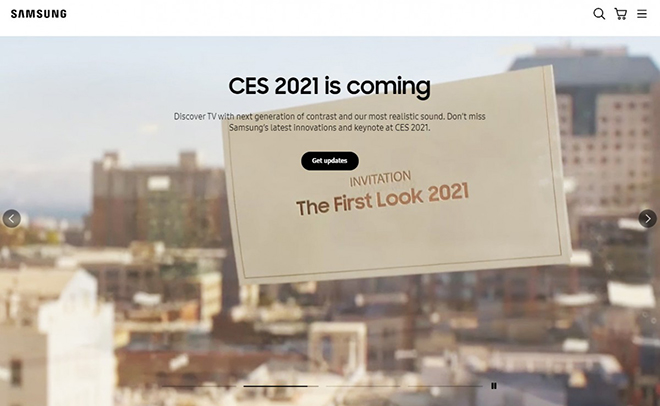 SAMSUNG
CES 2021 is coming
Discover TV with next generation of contrast and our most realistic sound. Don't miss
Samsung's latest innovations and keynote at CES 2021.
Get updates
INVITATION
The First Look 2021